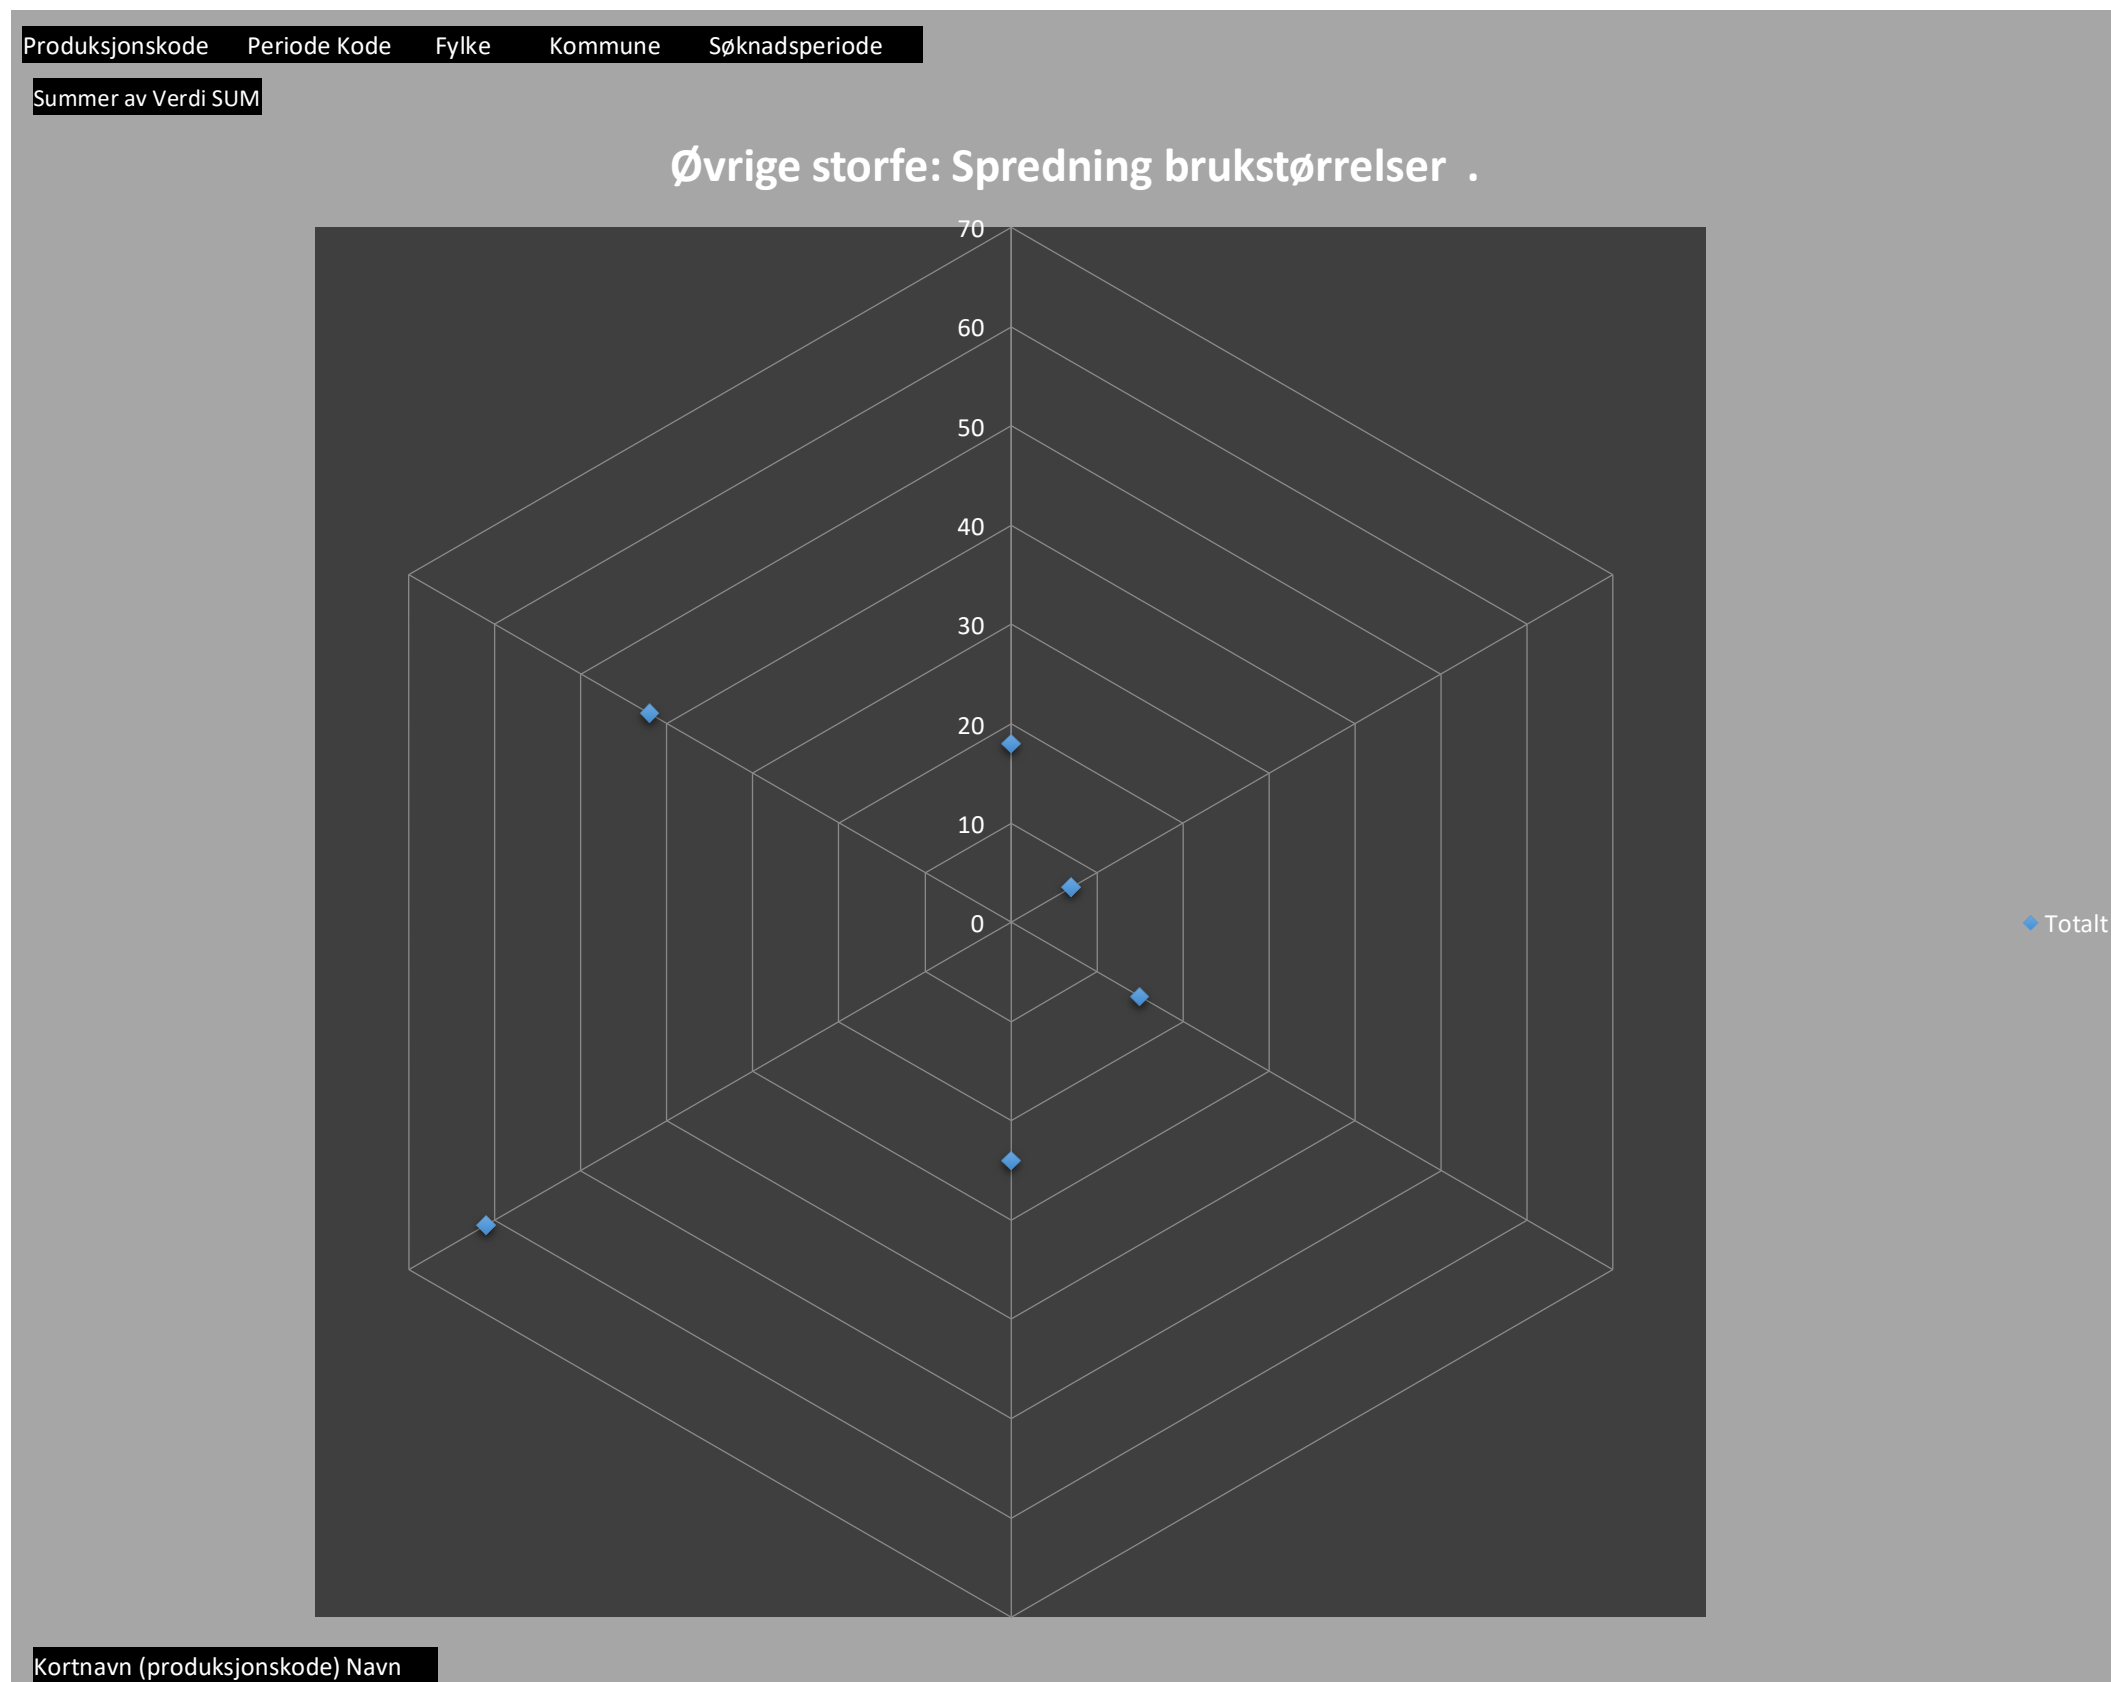 Produksjonskode Periode Kode Fylke Kommune Søknadsperiode
Summer av Verdi SUM
Øvrige storfe: Spredning brukstørrelser .
70
60
50
40
30
20
10
0
Totalt
Kortnavn (produksjonskode) Navn